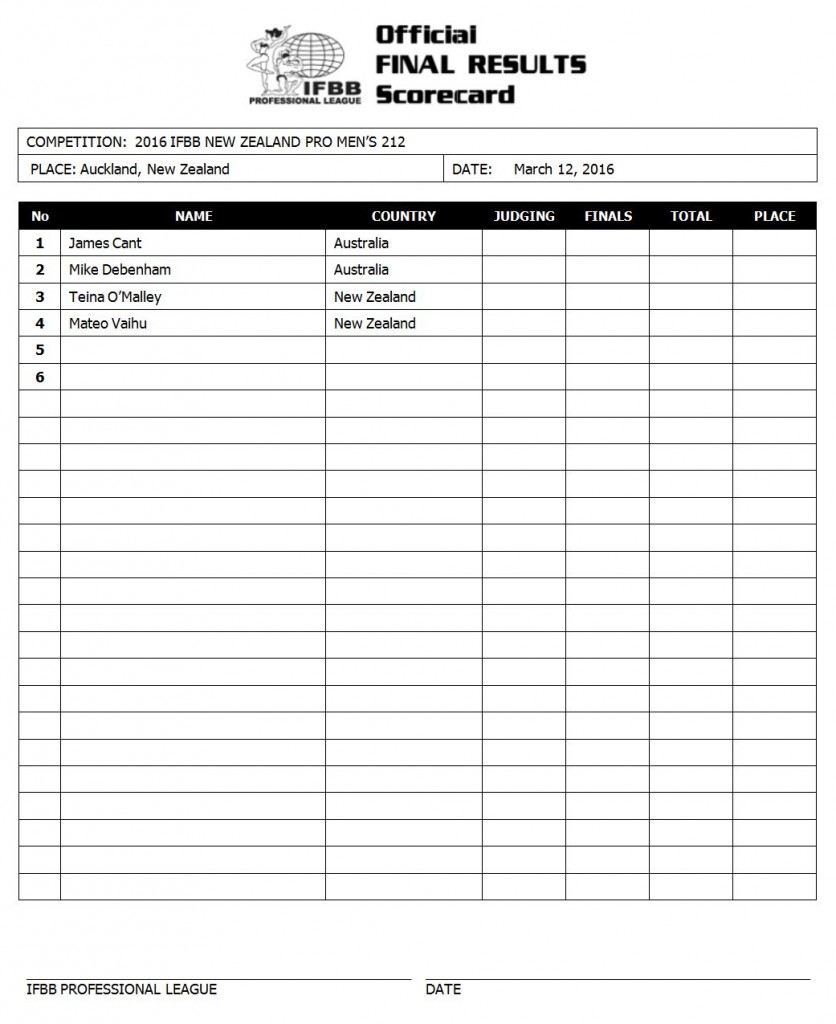 Official
FINAL RESULTS
Scorecard
IFBB
PROFESSIONAL LEAGUE
COMPETITION: 2016 IFBB NEW ZEALAND PRO MEN’S 212
PLACE: Auckland, New Zealand DATE: March 12, 2016
No NAME COUNTRY JUDGING FINALS TOTAL PLACE
1 James Cant Australia
2 Mike Debenham Australia
3 Teina O’Malley New Zealand
4 Mateo Vaihu New Zealand
5
6
IFBB PROFESSIONAL LEAGUE DATE